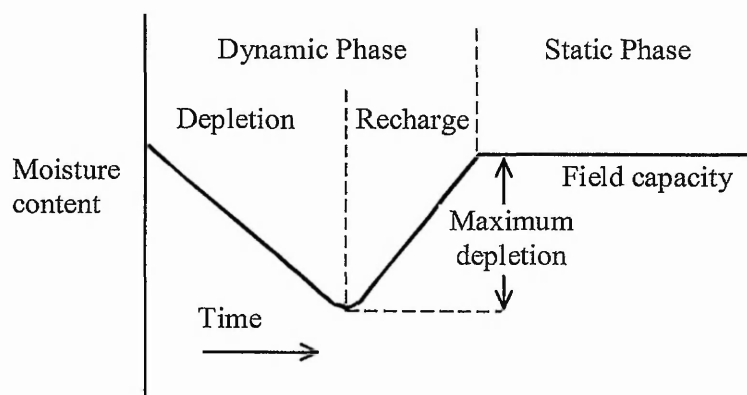 Dynamic Phase
Static Phase
Depletion
Recharge
Moisture
content
Field capacity
Maximum
depletion
Time